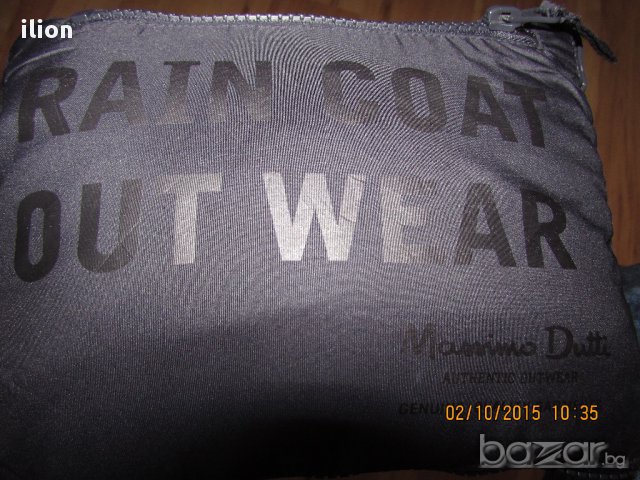 ilion
RAIN COAT
OUT WEAR
Massimo Dutti
AUTHENTIC OUTWEAR
02/10/2015 10:35
bazar.bg